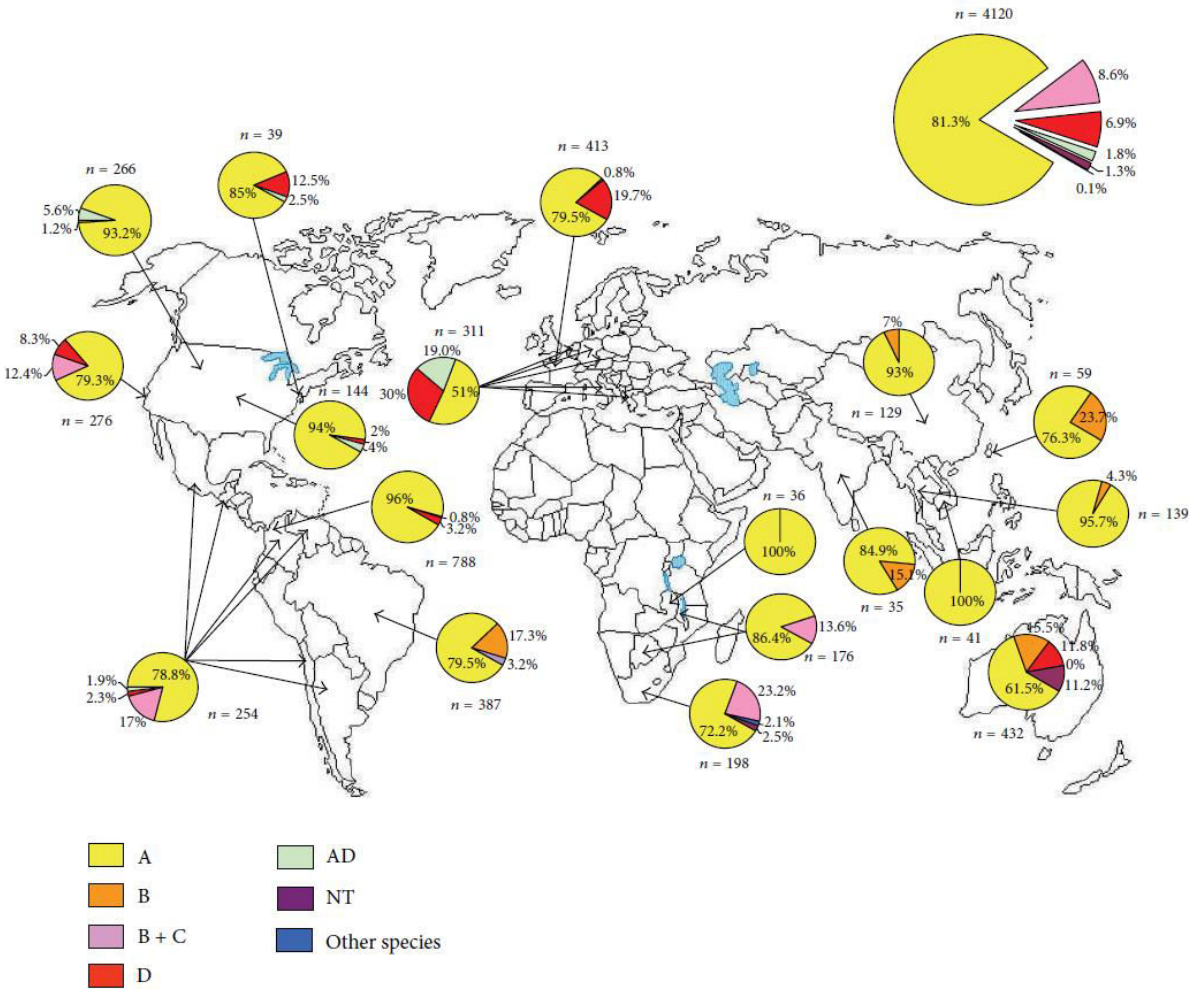 n = 4120
81.3%
8.6%
6.9%
1.8%
1.3%
0.1%
n = 39
85%
12.5%
2.5%
n = 413
0.8%
19.7%
79.5%
n = 266
5.6%
1.2%
93.2%
8.3%
12.4%
79.3%
n = 276
n = 311
19.0%
30%
51%
n = 144
94%
2%
4%
7%
93%
n = 129
n = 59
23.7%
76.3%
4.3%
95.7%
n = 139
96%
0.8%
3.2%
n = 788
n = 36
100%
84.9%
15.1%
n = 35
100%
n = 41
13.6%
86.4%
n = 176
17.3%
79.5%
3.2%
n = 387
15.5%
11.8%
0%
61.5%
11.2%
n = 432
78.8%
1.9%
2.3%
17%
n = 254
23.2%
72.2%
2.1%
2.5%
n = 198
A
B
B + C
D
AD
NT
Other species